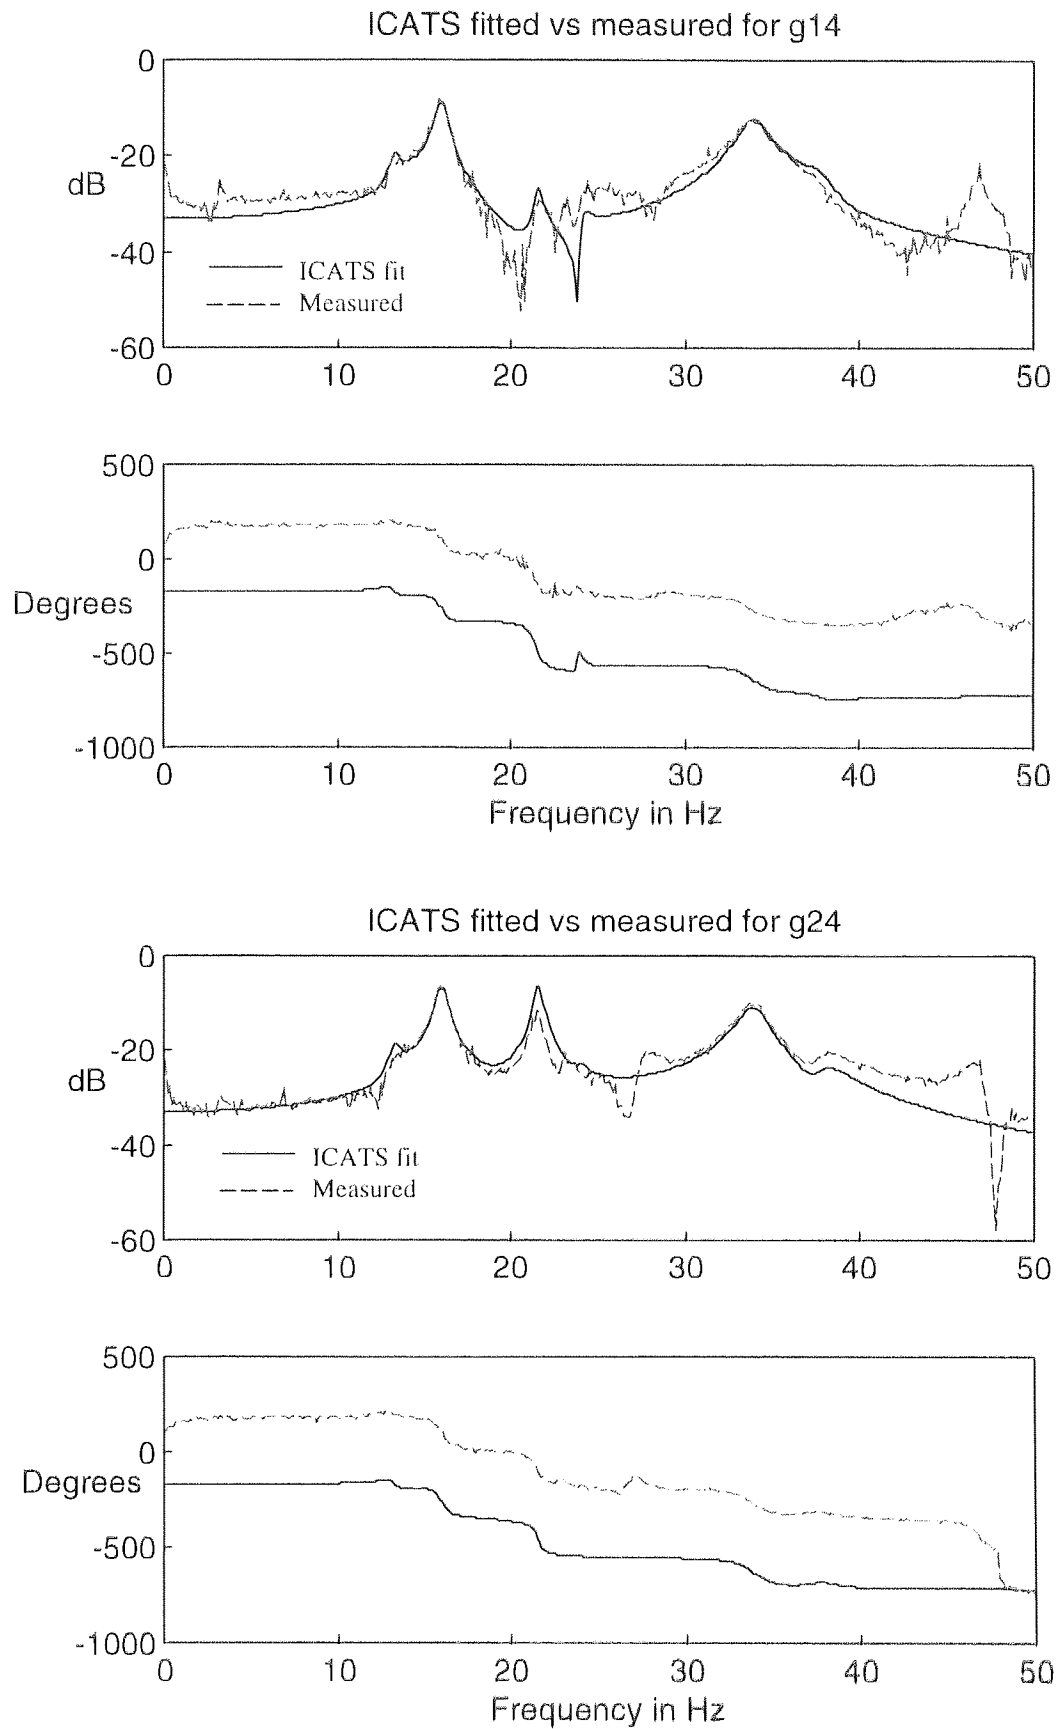 ICATS fitted vs measured for g14
0
-20
dB
-40
ICATS fit
Measured
-60
0 10 20 30 40 50
500
0
Degrees
-500
-1000
0 10 20 30 40 50
Frequency in Hz
ICATS fitted vs measured for g24
0
-20
dB
-40
ICATS fit
Measured
-60
0 10 20 30 40 50
500
0
Degrees
-500
-1000
0 10 20 30 40 50
Frequency in Hz